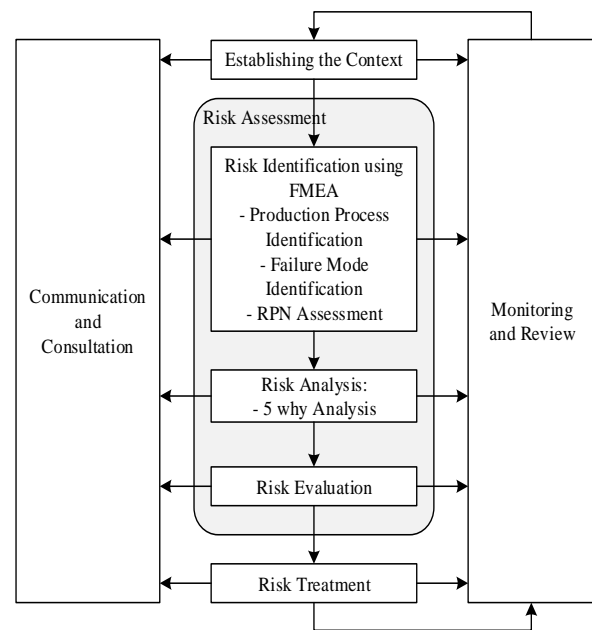 Establishing the Context
Risk Assessment
Risk Identification using
FMEA
- Production Process
Identification
- Failure Mode
Identification
- RPN Assessment
Communication
and
Consultation
Monitoring
and Review
Risk Analysis:
- 5 why Analysis
Risk Evaluation
Risk Treatment